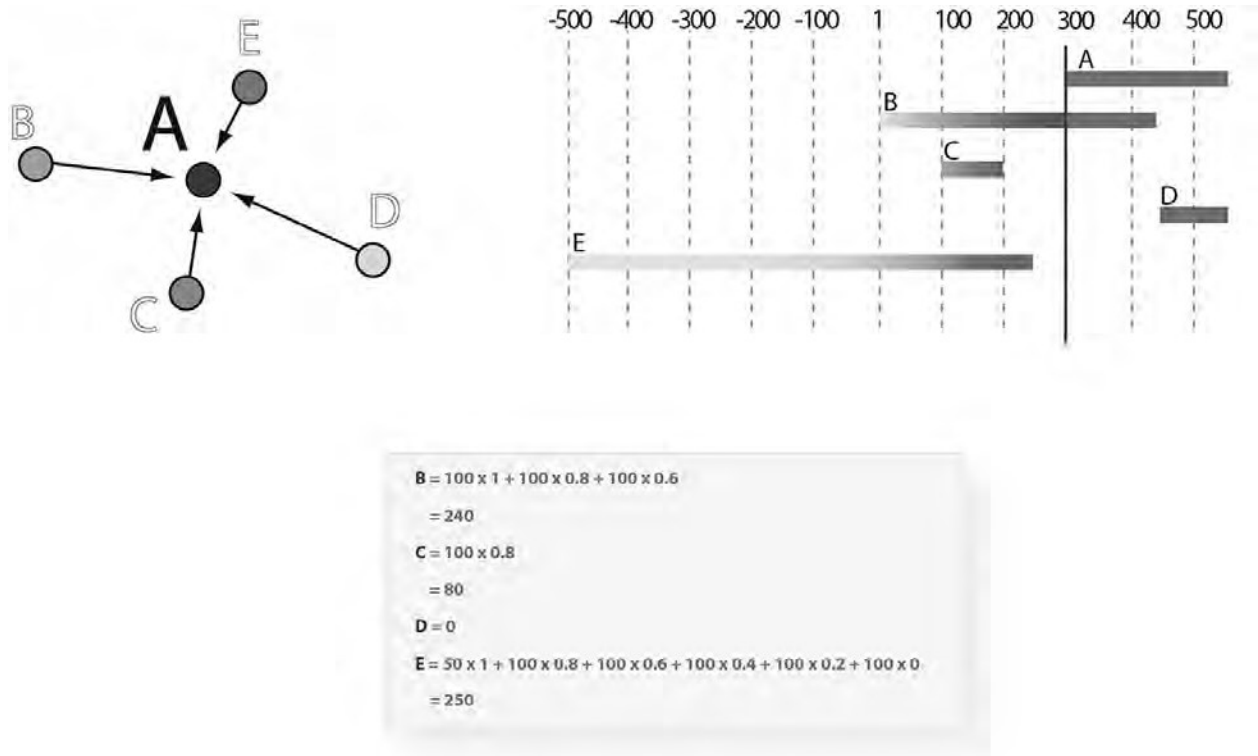 E
A
B
D
C
-500 -400 -300 -200 -100 1 100 200 300 400 500
A
B
C
D
E
B = 100 x 1 + 100 x 0.8 + 100 x 0.6
= 240
C = 100 x 0.8
= 80
D = 0
E = 50 x 1 + 100 x 0.8 + 100 x 0.6 + 100 x 0.4 + 100 x 0.2 + 100 x 0
= 250